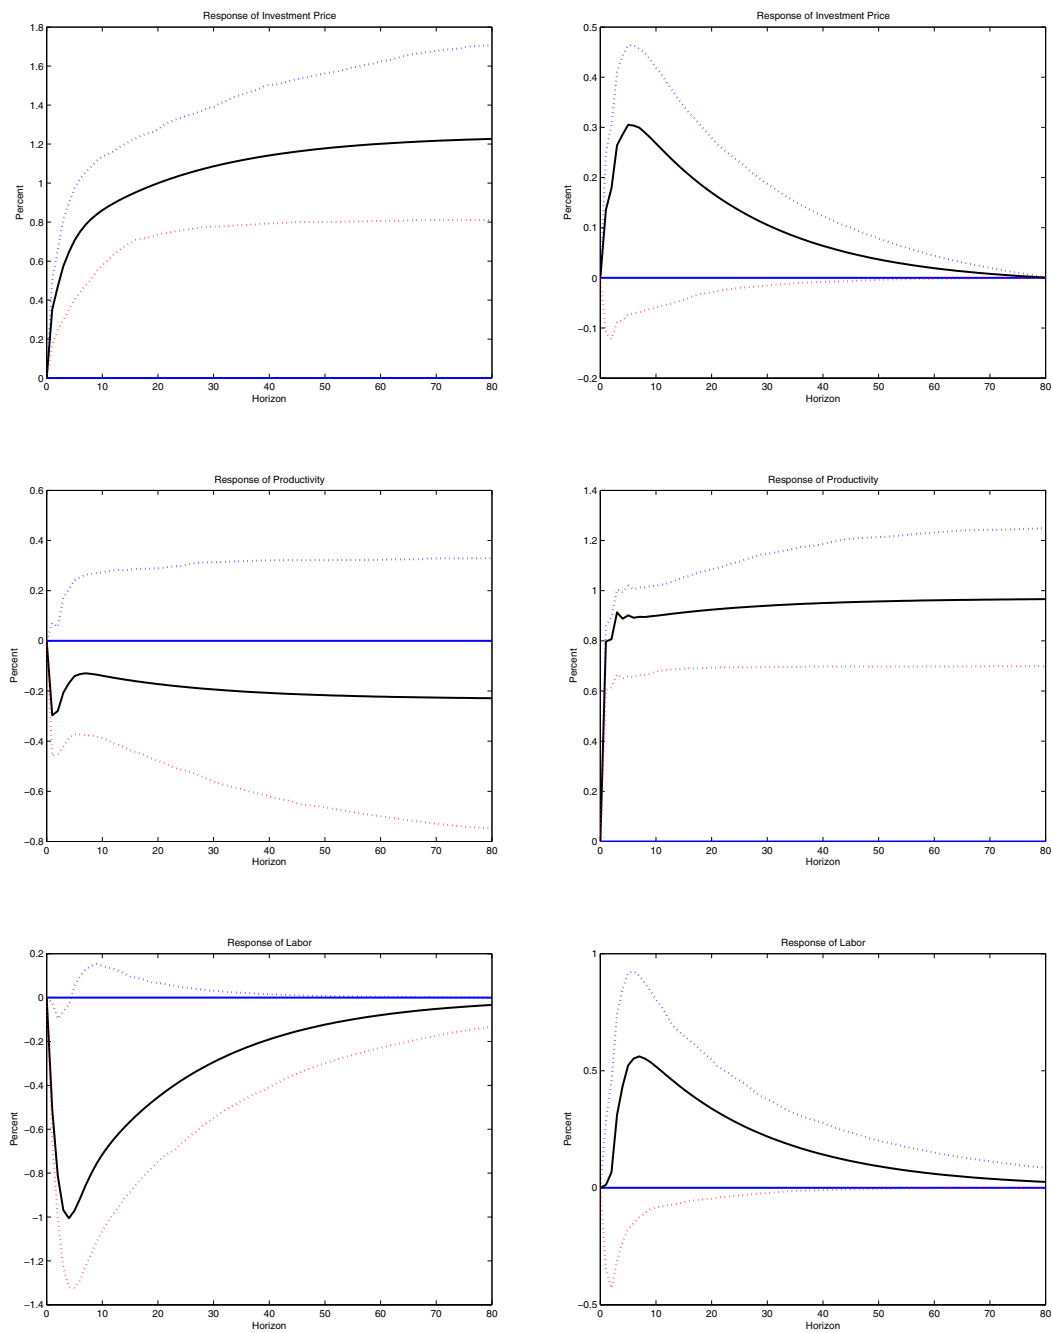 Response of Investment Price
1.8
1.6
1.4
1.2
1
0.8
0.6
0.4
0.2
0
Percent
0 10 20 30 40 50 60 70 80
Horizon
Response of Investment Price
0.5
0.4
0.3
0.2
0.1
0
−0.1
−0.2
Percent
0 10 20 30 40 50 60 70 80
Horizon
Response of Productivity
0.6
0.4
0.2
0
−0.2
−0.4
−0.6
−0.8
Percent
0 10 20 30 40 50 60 70 80
Horizon
Response of Productivity
1.4
1.2
1
0.8
0.6
0.4
0.2
0
Percent
0 10 20 30 40 50 60 70 80
Horizon
Response of Labor
0.2
0
−0.2
−0.4
−0.6
−0.8
−1
−1.2
−1.4
Percent
0 10 20 30 40 50 60 70 80
Horizon
Response of Labor
1
0.5
0
−0.5
Percent
0 10 20 30 40 50 60 70 80
Horizon